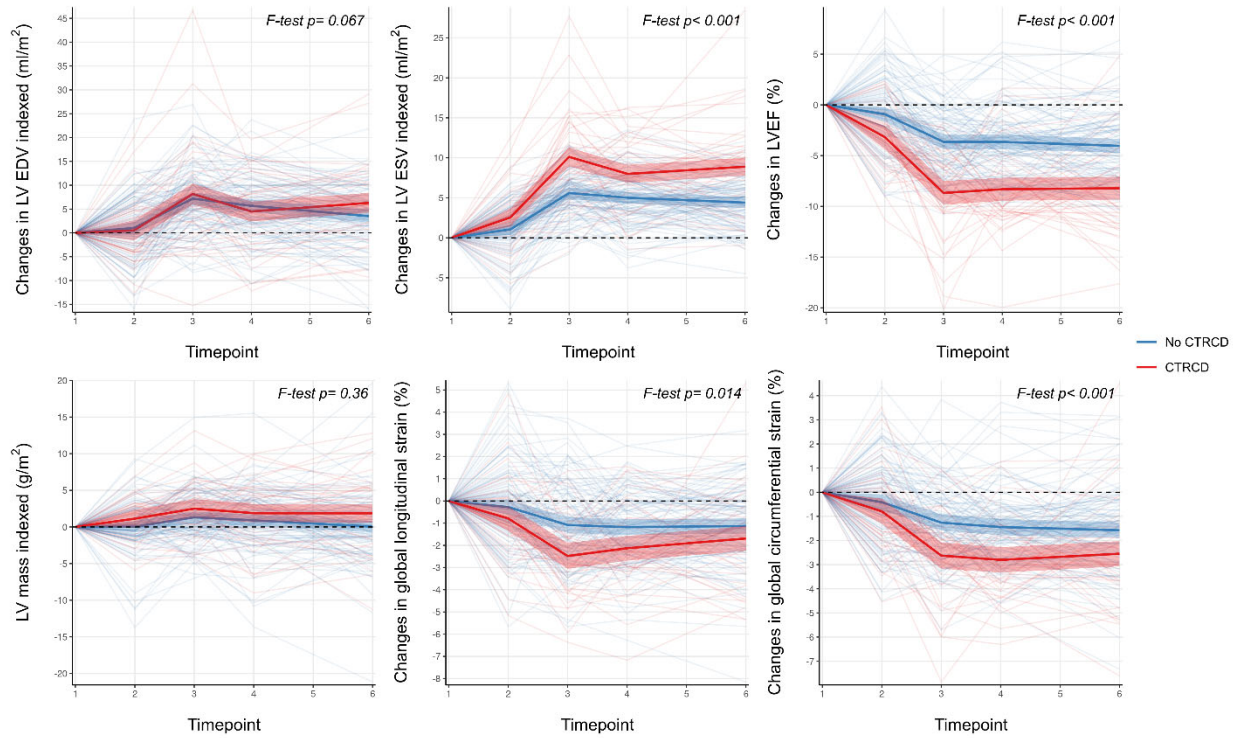 Changes in LV EDV indexed (ml/m²)
45
40
35
30
25
20
15
10
5
0
-5
-10
-15
F-test p= 0.067
1 2 3 4 5 6
Timepoint
Changes in LV ESV indexed (ml/m²)
25
20
15
10
5
0
-5
F-test p< 0.001
1 2 3 4 5 6
Timepoint
Changes in LVEF (%)
5
0
-5
-10
-15
-20
F-test p< 0.001
1 2 3 4 5 6
Timepoint
No CTRCD
CTRCD
LV mass indexed (g/m²)
20
15
10
5
0
-5
-10
-15
-20
F-test p= 0.36
1 2 3 4 5 6
Timepoint
Changes in global longitudinal strain (%)
5
4
3
2
1
0
-1
-2
-3
-4
-5
-6
-7
-8
F-test p= 0.014
1 2 3 4 5 6
Timepoint
Changes in global circumferential strain (%)
4
3
2
1
0
-1
-2
-3
-4
-5
-6
-7
F-test p< 0.001
1 2 3 4 5 6
Timepoint